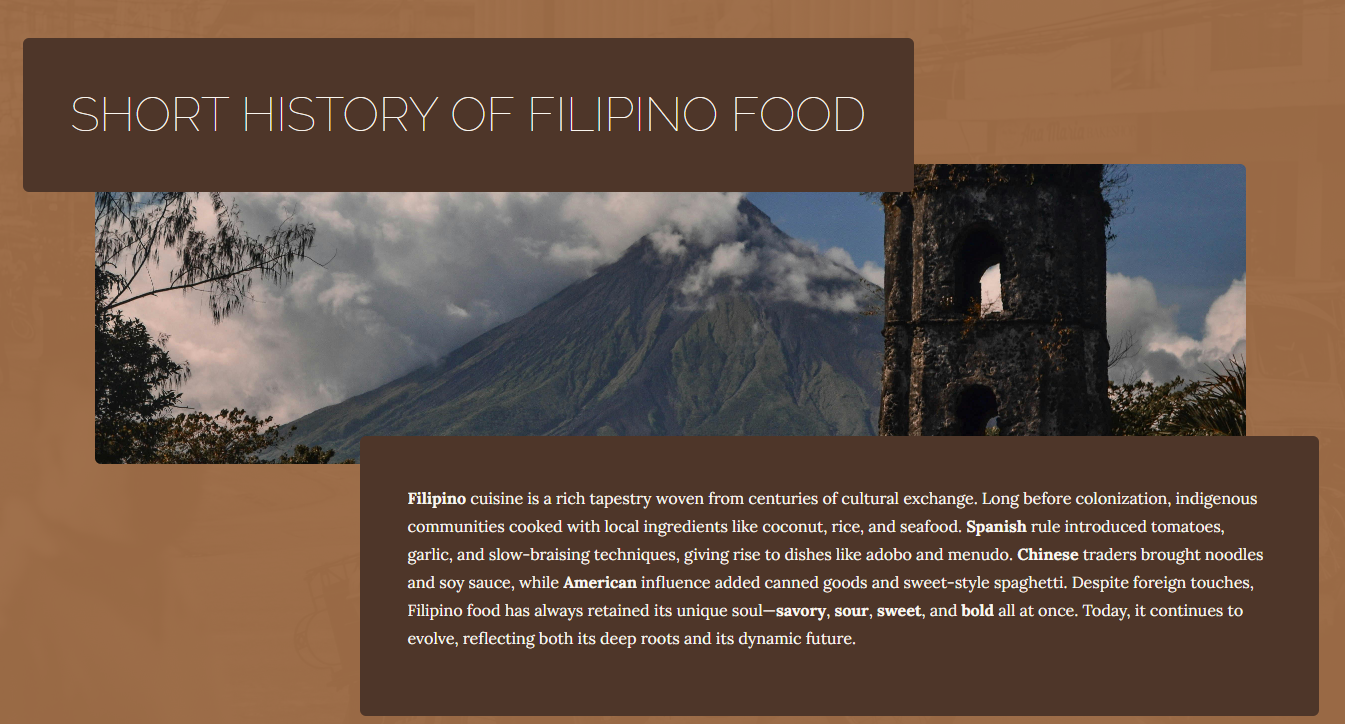 SHORT HISTORY OF FILIPINO FOOD
Filipino cuisine is a rich tapestry woven from centuries of cultural exchange. Long before colonization, indigenous
communities cooked with local ingredients like coconut, rice, and seafood. Spanish rule introduced tomatoes,
garlic, and slow-braising techniques, giving rise to dishes like adobo and menudo. Chinese traders brought noodles
and soy sauce, while American influence added canned goods and sweet-style spaghetti. Despite foreign touches,
Filipino food has always retained its unique soul—savory, sour, sweet, and bold all at once. Today, it continues to
evolve, reflecting both its deep roots and its dynamic future.